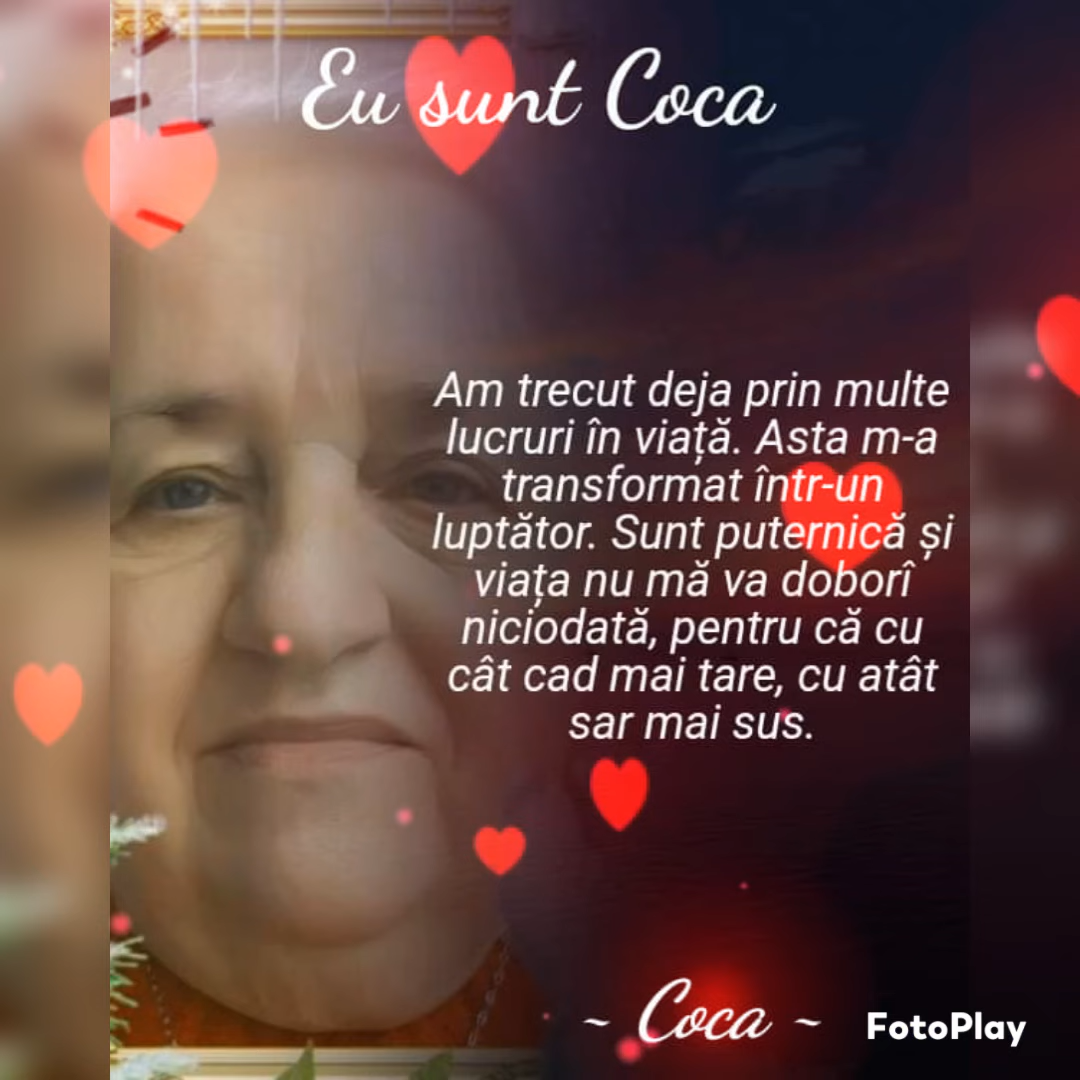 Eu sunt Coca
Am trecut deja prin multe
lucruri în viață. Asta m-a
transformat într-un
luptător. Sunt puternică și
viața nu mă va doborî
niciodată, pentru că cu
cât cad mai tare, cu atât
sar mai sus.
~ Coca ~
FotoPlay